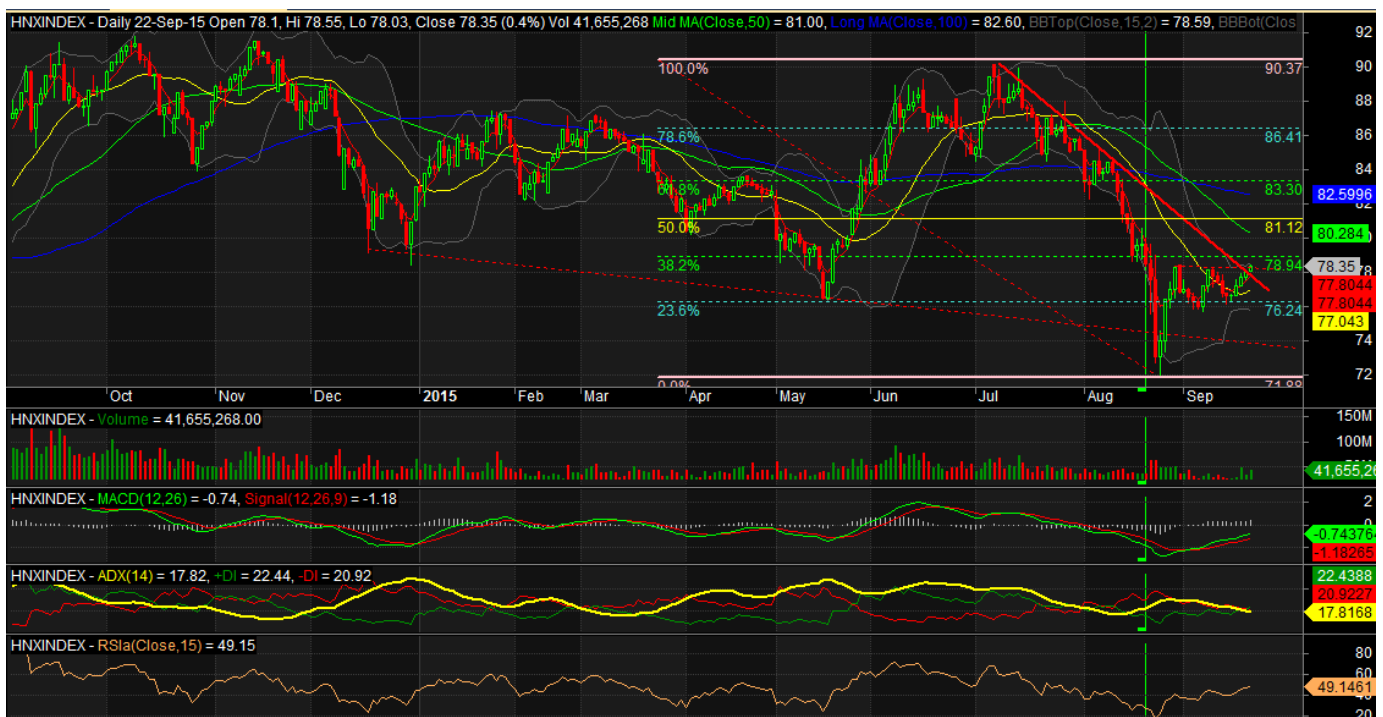 HNXINDEX - Daily 22-Sep-15 Open 78.1, Hi 78.55, Lo 78.03, Close 78.35 (0.4%) Vol 41,655,268 Mid MA(Close,50) = 81.00, Long MA(Close,100) = 82.60, BBTop(Close,15,2) = 78.59, BBBot(Clos
92
100.0%
90.37
90
88
78.6%
86.41
86
84
61.8%
83.30
82.5996
82
50.0%
81.12
80.284
38.2%
78.94
78.35
78
77.8044
77.8044
77.043
23.6%
76.24
74
72
0.0%
71.88
Oct
Nov
Dec
2015
Feb
Mar
Apr
May
Jun
Jul
Aug
Sep
HNXINDEX - Volume = 41,655,268.00
150M
100M
41,655,26
HNXINDEX - MACD(12,26) = -0.74, Signal(12,26,9) = -1.18
2
0
-0.74376
-1.18265
HNXINDEX - ADX(14) = 17.82, +DI = 22.44, -DI = 20.92
22.4388
20.9227
17.8168
HNXINDEX - RSIa(Close,15) = 49.15
80
60
49.1461
40
20